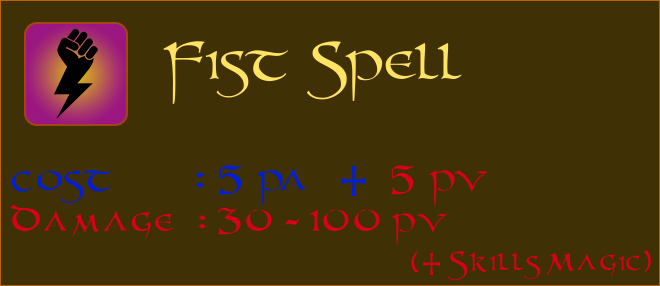 Fist Spell
Cost : 5 PA + 5 PV
Damage : 30 - 100 PV
(+ Skills Magic)